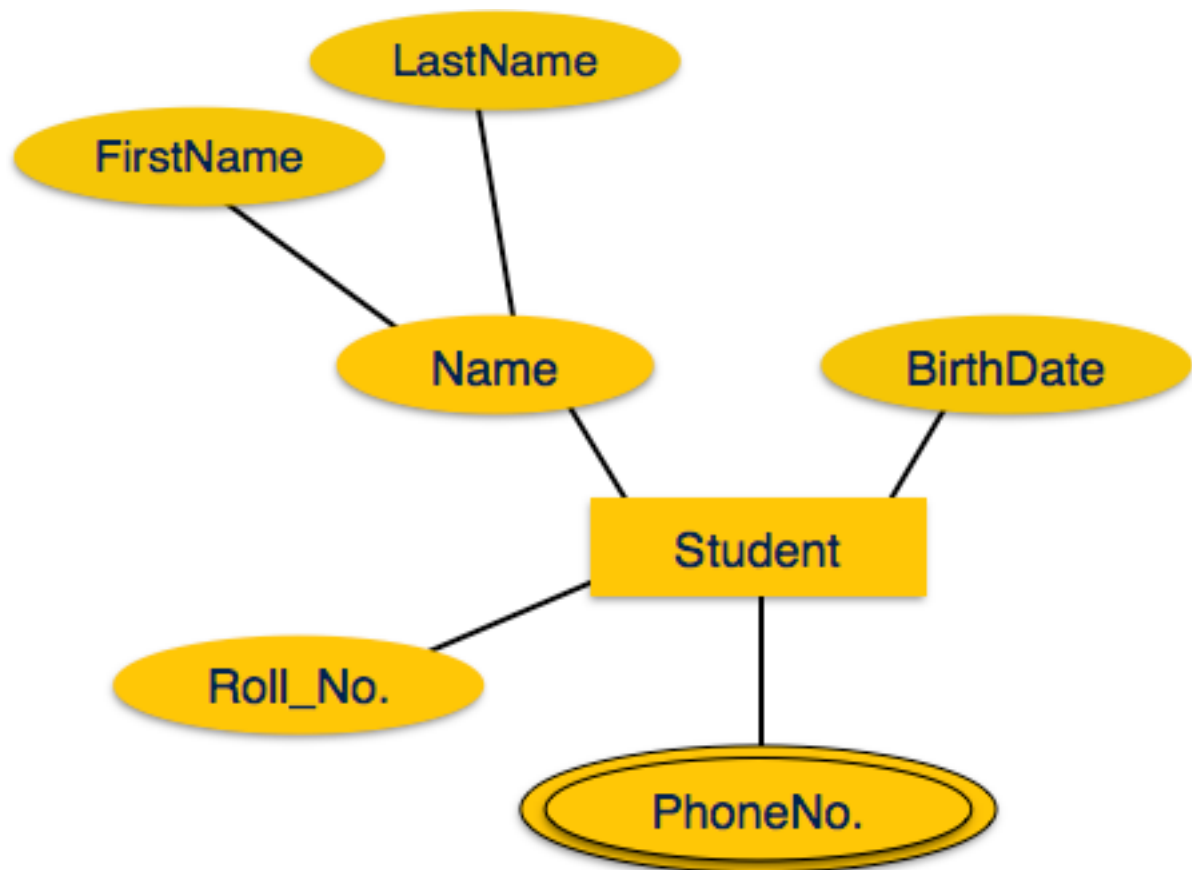 LastName
FirstName
Name
BirthDate
Student
Roll_No.
PhoneNo.